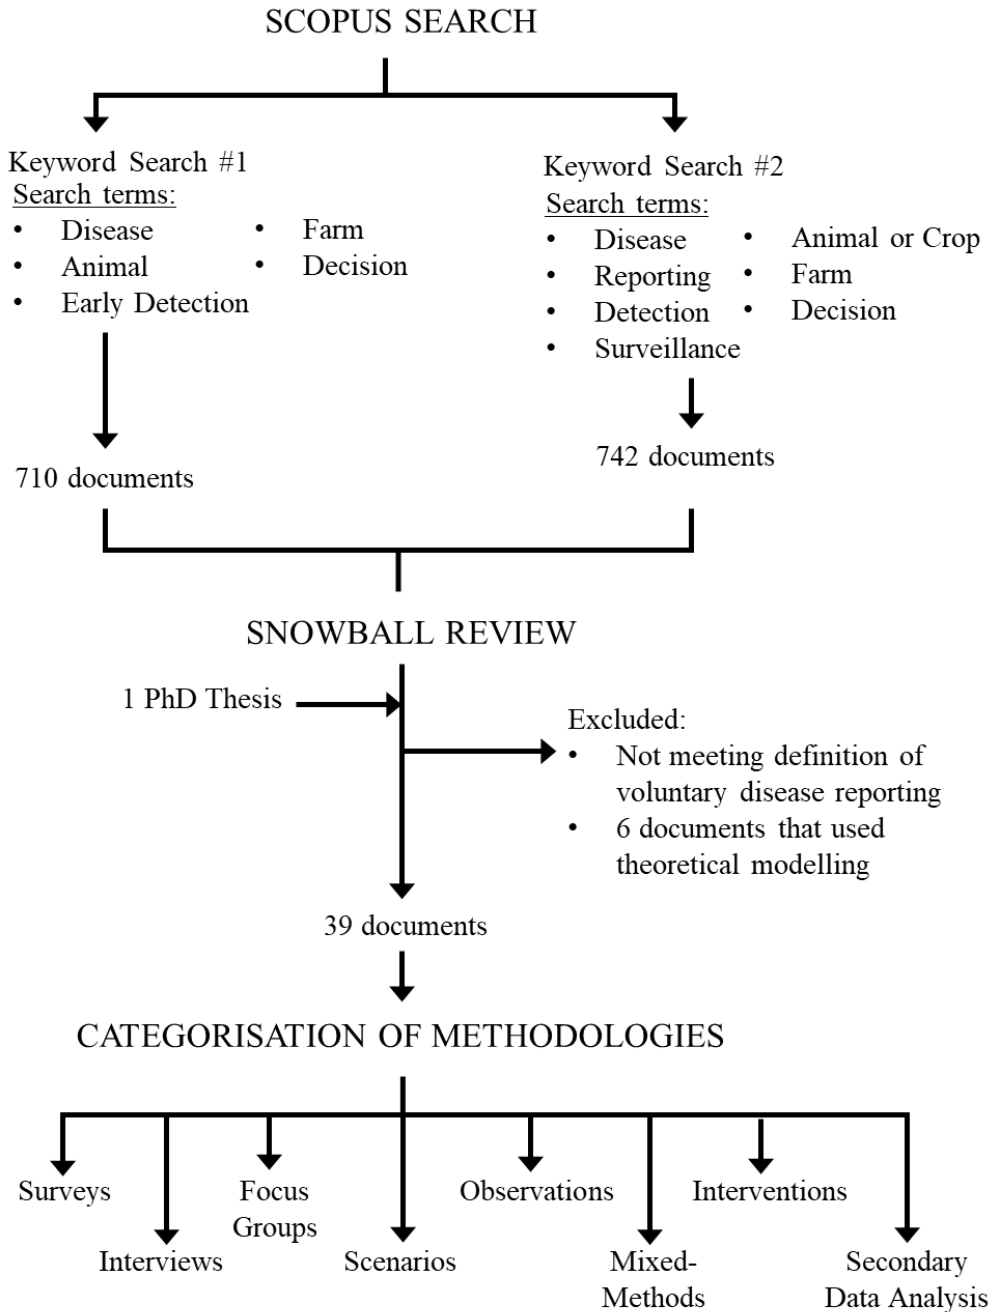 SCOPUS SEARCH
Keyword Search #1
Search terms:
• Disease
• Animal
• Early Detection
• Farm
• Decision
710 documents
Keyword Search #2
Search terms:
• Disease
• Reporting
• Detection
• Surveillance
• Animal or Crop
• Farm
• Decision
742 documents
SNOWBALL REVIEW
1 PhD Thesis
Excluded:
• Not meeting definition of
voluntary disease reporting
• 6 documents that used
theoretical modelling
39 documents
CATEGORISATION OF METHODOLOGIES
Surveys
Interviews
Focus
Groups
Scenarios
Observations
Mixed-
Methods
Interventions
Secondary
Data Analysis